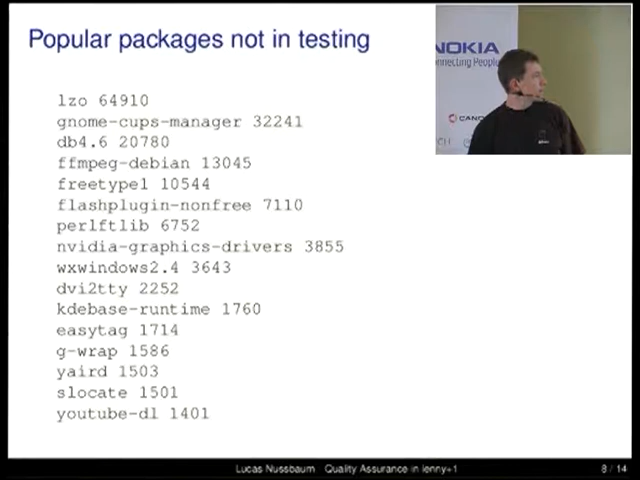 Popular packages not in testing
lzo 64910
gnome-cups-manager 32241
db4.6 20780
ffmpeg-debian 13045
freetype1 10544
flashplugin-nonfree 7110
perlftlib 6752
nvidia-graphics-drivers 3855
wxwindows2.4 3643
dvi2tty 2252
kdebase-runtime 1760
easytag 1714
g-wrap 1586
yaird 1503
slocate 1501
youtube-dl 1401
NOKIA
onnecting People
CANO
Lucas Nussbaum Quality Assurance in lenny+1
8 / 14